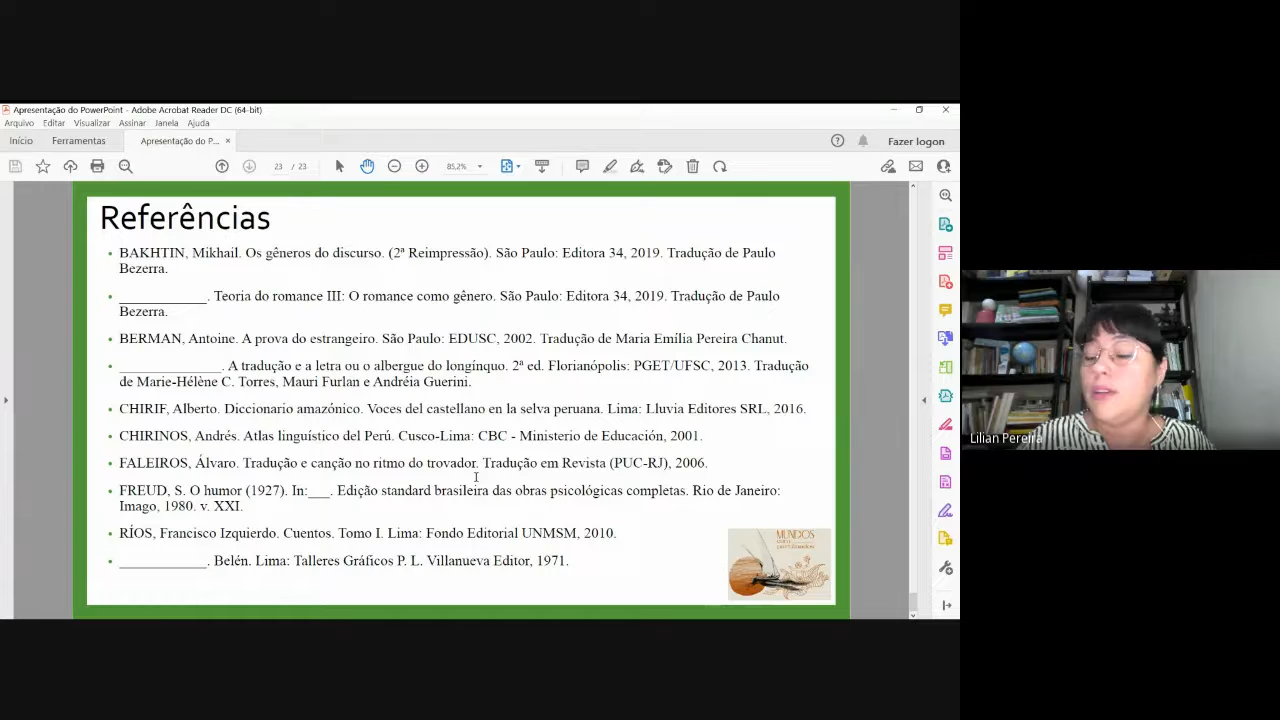 Apresentação do PowerPoint - Adobe Acrobat Reader DC (64-bit)
Arquivo Editar Visualizar Assinar Janela Ajuda
Início Ferramentas Apresentação do P... × Fazer logon
23 / 23 85,2%
Referências
• BAKHTIN, Mikhail. Os gêneros do discurso. (2ª Reimpressão). São Paulo: Editora 34, 2019. Tradução de Paulo
Bezerra.
• ____________. Teoria do romance III: O romance como gênero. São Paulo: Editora 34, 2019. Tradução de Paulo
Bezerra.
• BERMAN, Antoine. A prova do estrangeiro. São Paulo: EDUSC, 2002. Tradução de Maria Emília Pereira Chanut.
• ______________. A tradução e a letra ou o albergue do longínquo. 2ª ed. Florianópolis: PGET/UFSC, 2013. Tradução
de Marie-Hélène C. Torres, Mauri Furlan e Andréia Guerini.
• CHIRIF, Alberto. Diccionario amazónico. Voces del castellano en la selva peruana. Lima: Lluvia Editores SRL, 2016.
• CHIRINOS, Andrés. Atlas linguístico del Perú. Cusco-Lima: CBC - Ministerio de Educación, 2001.
• FALEIROS, Álvaro. Tradução e canção no ritmo do trovador. Tradução em Revista (PUC-RJ), 2006.
• FREUD, S. O humor (1927). In:___. Edição standard brasileira das obras psicológicas completas. Rio de Janeiro:
Imago, 1980. v. XXI.
• RÍOS, Francisco Izquierdo. Cuentos. Tomo I. Lima: Fondo Editorial UNMSM, 2010.
• ____________. Belén. Lima: Talleres Gráficos P. L. Villanueva Editor, 1971.
MUNDOS
Lilian Pereira